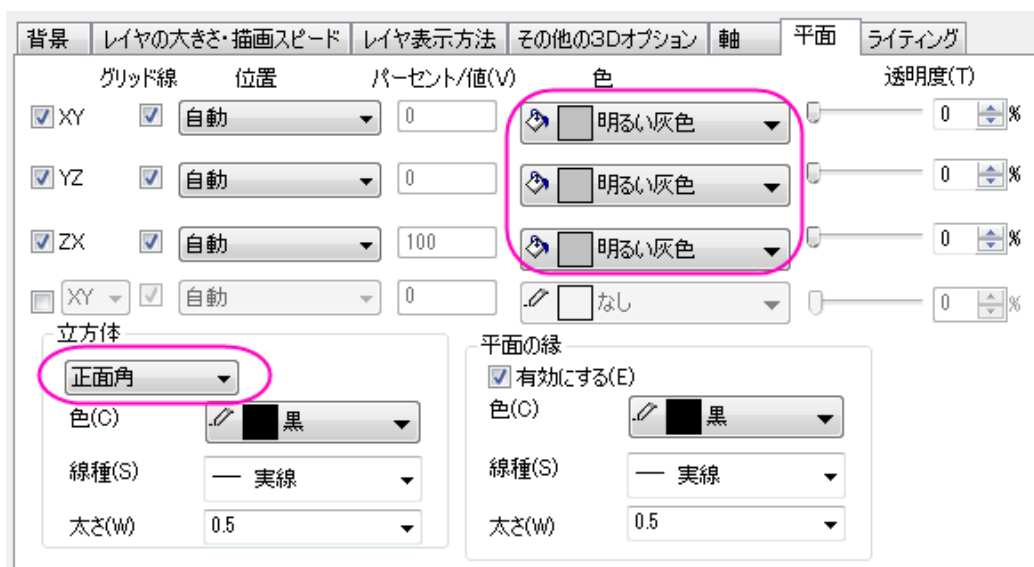 背景 レイヤの大きさ・描画スピード レイヤ表示方法 その他の3Dオプション 軸 平面 ライティング
グリッド線 位置 パーセント/値(V) 色 透明度(T)
XY 自動 0 明るい灰色 0 %
YZ 自動 0 明るい灰色 0 %
ZX 自動 100 明るい灰色 0 %
XY 自動 0 なし 0 %
立方体
正面角
色(C) 黒
線種(S) 実線
太さ(W) 0.5
平面の縁
有効にする(E)
色(C) 黒
線種(S) 実線
太さ(W) 0.5